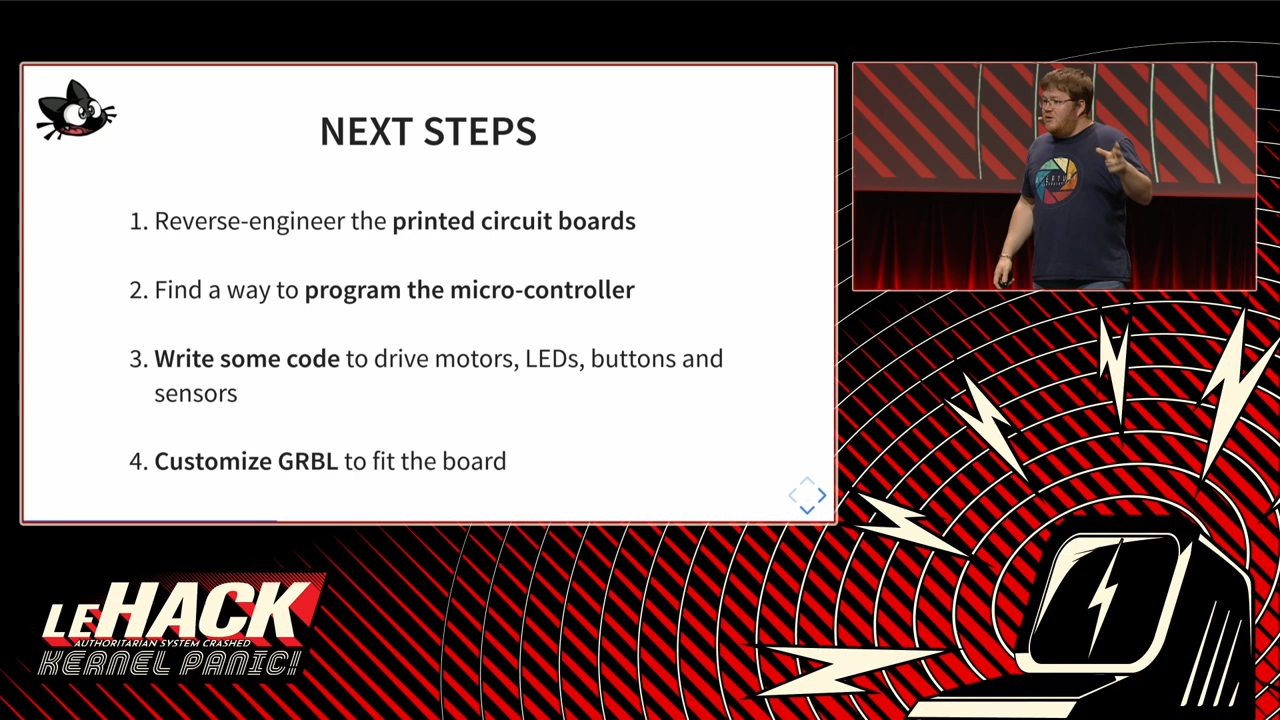 NEXT STEPS
1. Reverse-engineer the printed circuit boards
2. Find a way to program the micro-controller
3. Write some code to drive motors, LEDs, buttons and
sensors
4. Customize GRBL to fit the board
LEHACK
AUTHORITARIAN SYSTEM CRASHED
KERNEL PANIC!